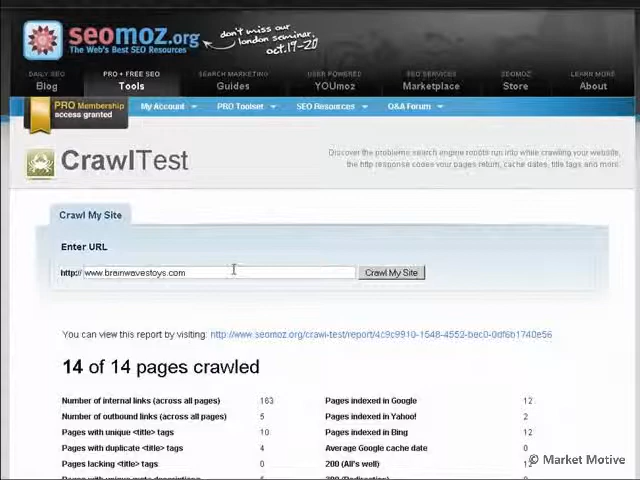 seomoz.org
The Web's Best SEO Resources
don't miss our
london seminar,
oct.19-20
DAILY SEO
Blog
PRO + FREE SEO
Tools
SEARCH MARKETING
Guides
USER POWERED
YOUmoz
SEO SERVICES
Marketplace
SEOMOZ
Store
LEARN MORE
About
PRO Membership
access granted
My Account
PRO Toolset
SEO Resources
Q&A Forum
CrawlTest
Discover the problems search engine robots run into while crawling your website,
the http response codes your pages return, cache dates, title tags and more.
Crawl My Site
Enter URL
http:// www.brainwavestoys.com Crawl My Site
You can view this report by visiting: http://www.seomoz.org/crawl-test/report/4c9c9910-1548-4552-bec0-0df6b1740e56
14 of 14 pages crawled
Number of internal links (across all pages) 163 Pages indexed in Google 12
Number of outbound links (across all pages) 5 Pages indexed in Yahoo! 2
Pages with unique <title> tags 10 Pages indexed in Bing 12
Pages with duplicate <title> tags 4 Average Google cache date 0
Pages lacking <title> tags 0 200 (All's well) 12
© Market Motive